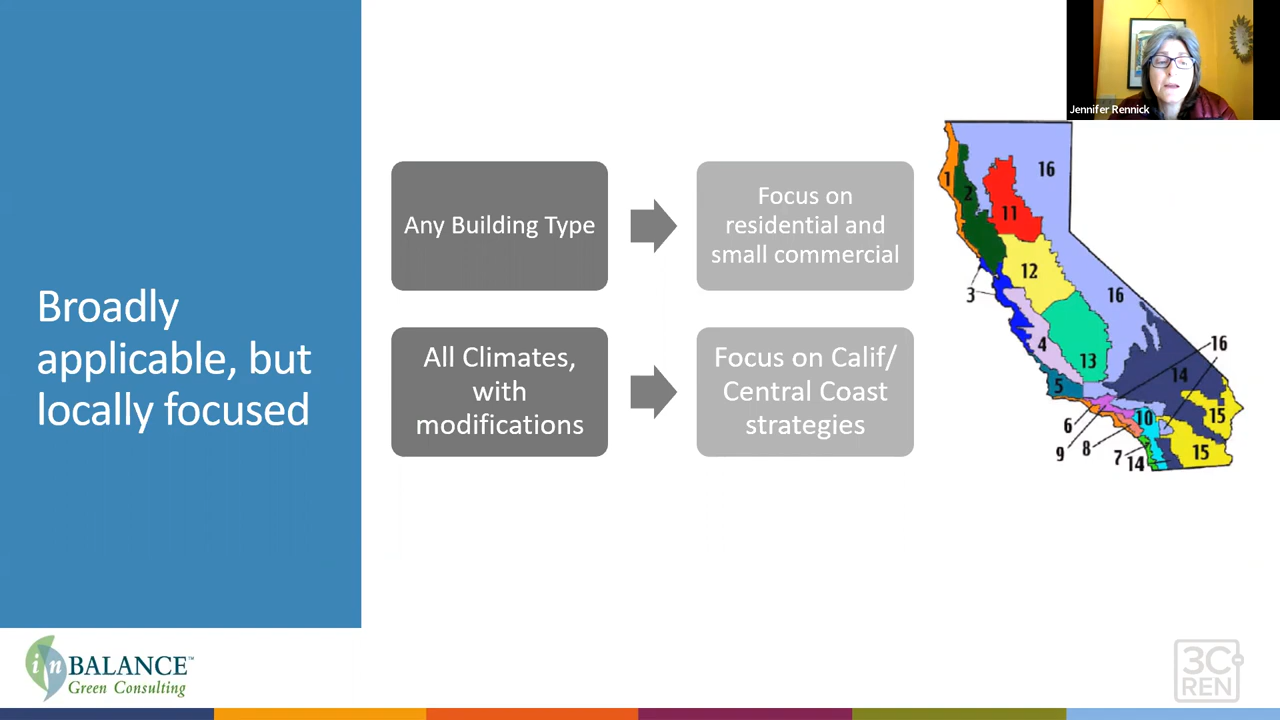 Jennifer Rennick
Broadly
applicable, but
locally focused
Any Building Type
Focus on
residential and
small commercial
All Climates,
with
modifications
Focus on Calif/
Central Coast
strategies
16
1
2
11
12
3
16
4
13
16
5
14
15
6
10
8
9
7
14
15
in BALANCE™
Green Consulting
3C
REN